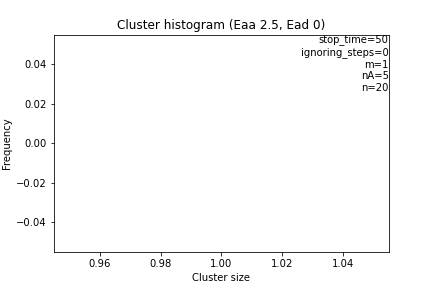 Cluster histogram (Eaa 2.5, Ead 0)
stop_time=50
ignoring_steps=0
m=1
nA=5
n=20
0.04
0.02
0.00
−0.02
−0.04
Frequency
0.96 0.98 1.00 1.02 1.04
Cluster size